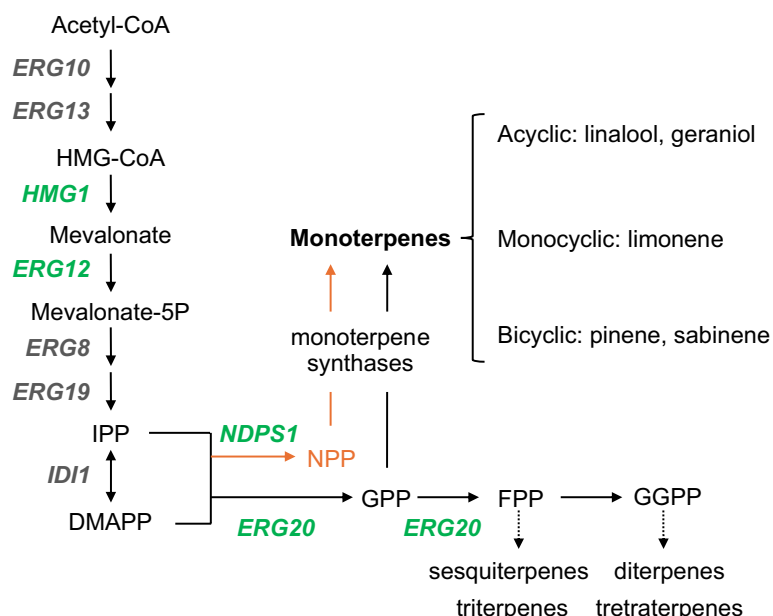 Acetyl-CoA
ERG10
ERG13
HMG-CoA
HMG1
Mevalonate
ERG12
Mevalonate-5P
ERG8
ERG19
IPP
IDI1
DMAPP
NDPS1
NPP
ERG20
GPP
ERG20
FPP
GGPP
monoterpene
synthases
Monoterpenes
Acyclic: linalool, geraniol
Monocyclic: limonene
Bicyclic: pinene, sabinene
sesquiterpenes
triterpenes
diterpenes
tretraterpenes